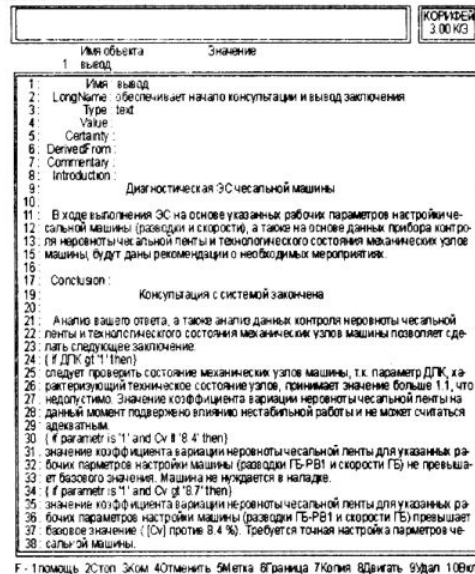 КОРИФЕЙ
3.00 К/Э
Имя объекта Значение
1 вывод
1: Имя вывод
2: LongName: обеспечивает начало консультации и вывод заключения
3: Type: text
4: Value:
5: Certainty:
6: DerivedFrom:
7: Commentary:
8: Introduction:
9: Диагностическая ЭС чесальной машины
10:
11: В ходе выполнения ЭС на основе указанных рабочих параметров настройки че-
12: сальной машины (разводки и скорости), а также на основе данных прибора контро-
13: ля неровноты чесальной ленты и технологического состояния механических узлов
15: машины, будут даны рекомендации о необходимых мероприятиях.
16:
17: Conclusion:
19: Консультация с системой закончена
20:
21: Анализ вашего ответа, а также анализ данных контроля неровноты чесальной
22: ленты и технологического состояния механических узлов машины позволяет сде-
23: лать следующее заключение.
24: { if ДПК gt '1' then}
25: следует проверить состояние механических узлов машины, т.к. параметр ДПК, ха-
26: рактеризующий техническое состояние узлов, принимает значение больше 1.1, что
27: недопустимо. Значение коэффициента вариации неровноты чесальной ленты на
28: данный момент подвержено влиянию нестабильной работы и не может считаться
29: адекватным.
30: { if parametr is '1' and Cv lt '8.4' then}
31: значение коэффициента вариации неровноты чесальной ленты для указанных ра-
32: бочих парметров настройки машины (разводки ГБ-РВ1 и скорости ГБ) не превыша-
33: ет базового значения. Машина не нуждается в наладке.
34: { if parametr is '1' and Cv gt '8.7' then}
35: значение коэффициента вариации неровноты чесальной ленты для указанных ра-
36: бочих параметров настройки машины (разводки ГБ-РВ1 и скорости ГБ) превышает
37: базовое значение ( [Cv] против 8.4 %). Требуется точная настройка парметров че-
38: сальной машины.
F - 1помощь 2Стоп 3Ком 4Отменить 5Метка 6Граница 7Копия 8Двигать 9Удал 10Вкл